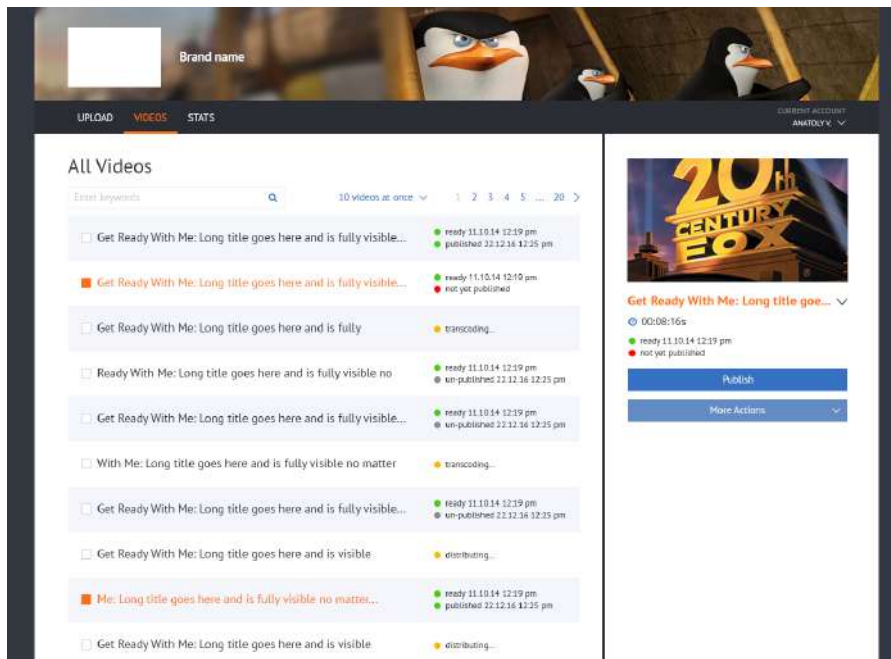 Brand name
UPLOAD VIDEOS STATS
CURRENT ACCOUNT
ANATOLY V.
All Videos
Enter keywords
10 videos at once
1 2 3 4 5 ... 20 >
Get Ready With Me: Long title goes here and is fully visible...
ready 11.10.14 12:19 pm
published 22.12.16 12:25 pm
Get Ready With Me: Long title goes here and is fully visible...
ready 11.10.14 12:19 pm
not yet published
Get Ready With Me: Long title goes here and is fully
transcoding...
Ready With Me: Long title goes here and is fully visible no
ready 11.10.14 12:19 pm
un-published 22.12.16 12:25 pm
Get Ready With Me: Long title goes here and is fully visible...
ready 11.10.14 12:19 pm
un-published 22.12.16 12:25 pm
With Me: Long title goes here and is fully visible no matter
transcoding...
Get Ready With Me: Long title goes here and is fully visible...
ready 11.10.14 12:19 pm
un-published 22.12.16 12:25 pm
Get Ready With Me: Long title goes here and is visible
distributing...
Me: Long title goes here and is fully visible no matter...
ready 11.10.14 12:19 pm
published 22.12.16 12:25 pm
Get Ready With Me: Long title goes here and is visible
distributing...
20th
CENTURY
FOX
Get Ready With Me: Long title goe...
00:08:16s
ready 11.10.14 12:19 pm
not yet published
Publish
More Actions